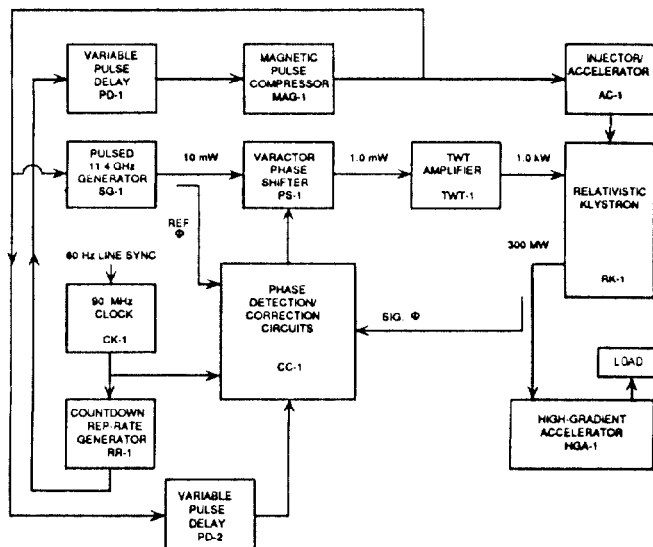 VARIABLE
PULSE
DELAY
PD-1
MAGNETIC
PULSE
COMPRESSOR
MAG-1
INJECTOR/
ACCELERATOR
AC-1
PULSED
11.4 GHz
GENERATOR
SG-1
10 mW
VARACTOR
PHASE
SHIFTER
PS-1
1.0 mW
TWT
AMPLIFIER
TWT-1
1.0 kW
RELATIVISTIC
KLYSTRON
RK-1
REF
Φ
300 MW
60 Hz LINE SYNC
90 MHz
CLOCK
CK-1
PHASE
DETECTION/
CORRECTION
CIRCUITS
CC-1
SIG. Φ
LOAD
COUNTDOWN
REP-RATE
GENERATOR
RR-1
HIGH-GRADIENT
ACCELERATOR
HGA-1
VARIABLE
PULSE
DELAY
PD-2